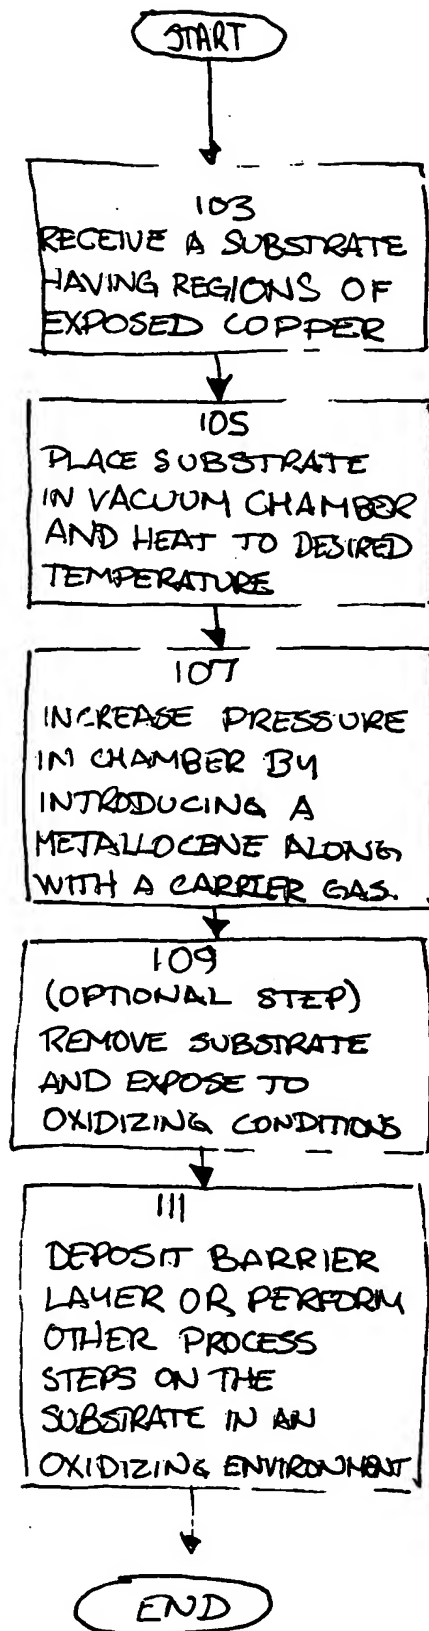 START
103
RECEIVE A SUBSTRATE
HAVING REGIONS OF
EXPOSED COPPER
105
PLACE SUBSTRATE
IN VACUUM CHAMBER
AND HEAT TO DESIRED
TEMPERATURE
107
INCREASE PRESSURE
IN CHAMBER BY
INTRODUCING A
METALLOCENE ALONG
WITH A CARRIER GAS.
109
(OPTIONAL STEP)
REMOVE SUBSTRATE
AND EXPOSE TO
OXIDIZING CONDITIONS
111
DEPOSIT BARRIER
LAYER OR PERFORM
OTHER PROCESS
STEPS ON THE
SUBSTRATE IN AN
OXIDIZING ENVIRONMENT
END